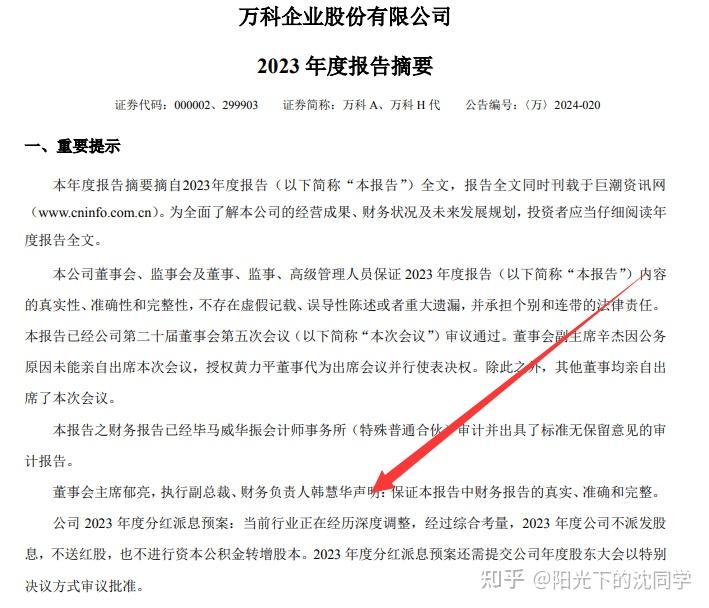 万科企业股份有限公司
2023 年度报告摘要
证券代码：000002、299903 证券简称：万科 A、万科 H 代 公告编号：〈万〉2024-020
一、重要提示
本年度报告摘要摘自2023年度报告（以下简称“本报告”）全文，报告全文同时刊载于巨潮资讯网
（www.cninfo.com.cn）。为全面了解本公司的经营成果、财务状况及未来发展规划，投资者应当仔细阅读年
度报告全文。
本公司董事会、监事会及董事、监事、高级管理人员保证 2023 年度报告（以下简称“本报告”）内容
的真实性、准确性和完整性，不存在虚假记载、误导性陈述或者重大遗漏，并承担个别和连带的法律责任。
本报告已经公司第二十届董事会第五次会议（以下简称“本次会议”）审议通过。董事会副主席辛杰因公务
原因未能亲自出席本次会议，授权黄力平董事代为出席会议并行使表决权。除此之外，其他董事均亲自出
席了本次会议。
本报告之财务报告已经毕马威华振会计师事务所（特殊普通合伙）审计并出具了标准无保留意见的审
计报告。
董事会主席郁亮，执行副总裁、财务负责人韩慧华声明：保证本报告中财务报告的真实、准确和完整。
公司 2023 年度分红派息预案：当前行业正在经历深度调整，经过综合考量，2023 年度公司不派发股
息，不送红股，也不进行资本公积金转增股本。2023 年度分红派息预案还需提交公司年度股东大会以特别
决议方式审议批准。
知乎 @阳光下的沈同学